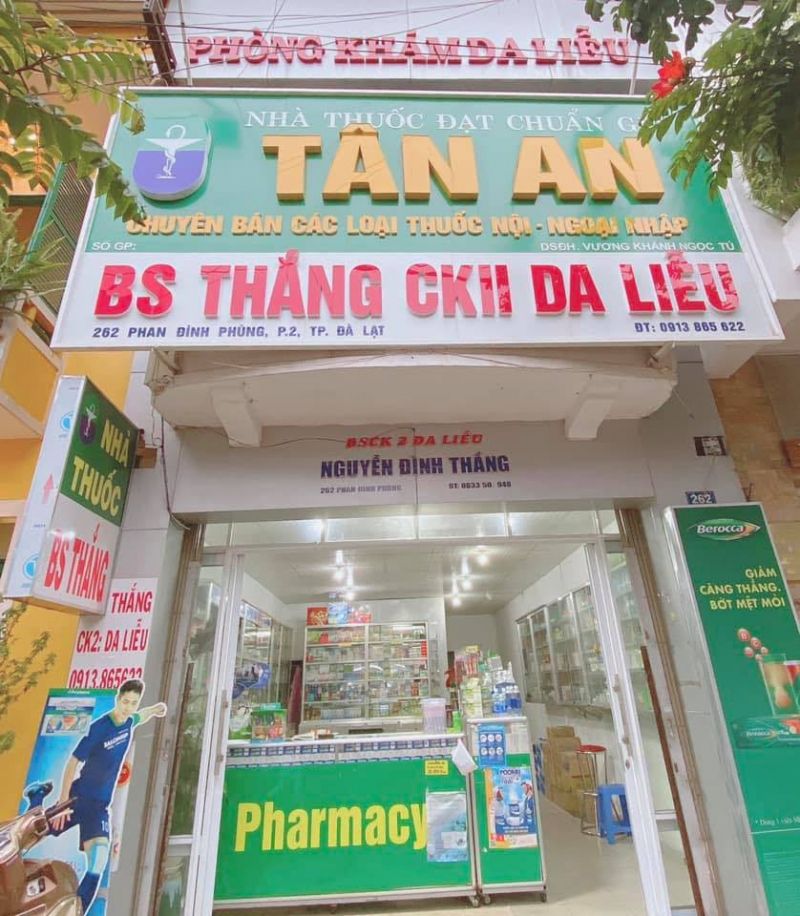 PHÒNG KHÁM DA LIỄU
NHÀ THUỐC ĐẠT CHUẨN G
TÂN AN
CHUYÊN BÁN CÁC LOẠI THUỐC NỘI - NGOẠI NHẬP
SỐ GP:
DSĐH. VƯƠNG KHÁNH NGỌC TÚ
BS THẮNG CKII DA LIỄU
262 PHAN ĐÌNH PHÙNG, P.2, TP. ĐÀ LẠT
ĐT: 0913 865 622
BSCK 2 DA LIỄU
NGUYỄN ĐÌNH THẮNG
262 PHAN ĐÌNH PHÙNG
262
NHÀ
THUỐC
BS THẮNG
THẮNG
CK2: DA LIỄU
0913.865622
Berocca
GIẢM
CĂNG THẲNG.
BỚT MỆT MỎI
Berocca
Pharmacy
10